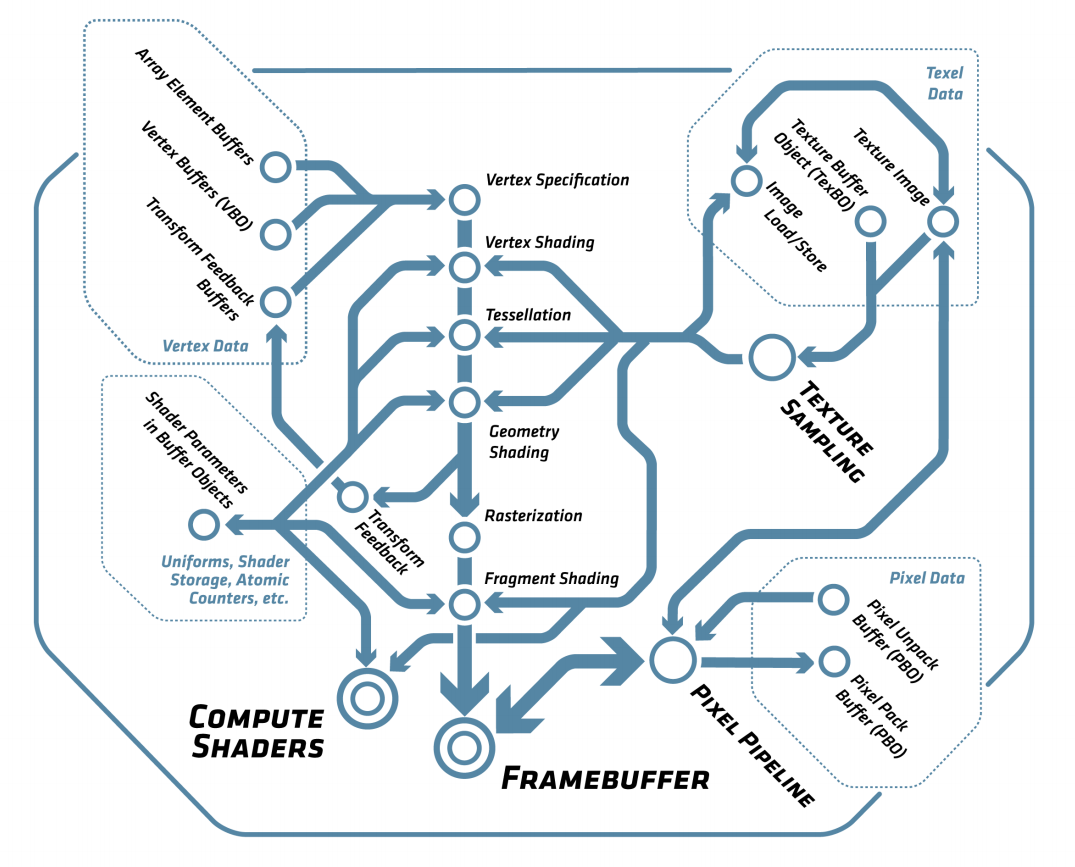 Array Element Buffers
Vertex Buffers (VBO)
Transform Feedback
Buffers
Vertex Data
Vertex Specification
Vertex Shading
Tessellation
Geometry
Shading
Rasterization
Fragment Shading
Texel
Data
Texture Image
Texture Buffer
Object (TexBO)
Image
Load/Store
TEXTURE
SAMPLING
Shader Parameters
in Buffer Objects
Uniforms, Shader
Storage, Atomic
Counters, etc.
Transform
Feedback
Pixel Data
Pixel Unpack
Buffer (PBO)
Pixel Pack
Buffer (PBO)
PIXEL PIPELINE
COMPUTE
SHADERS
FRAMEBUFFER